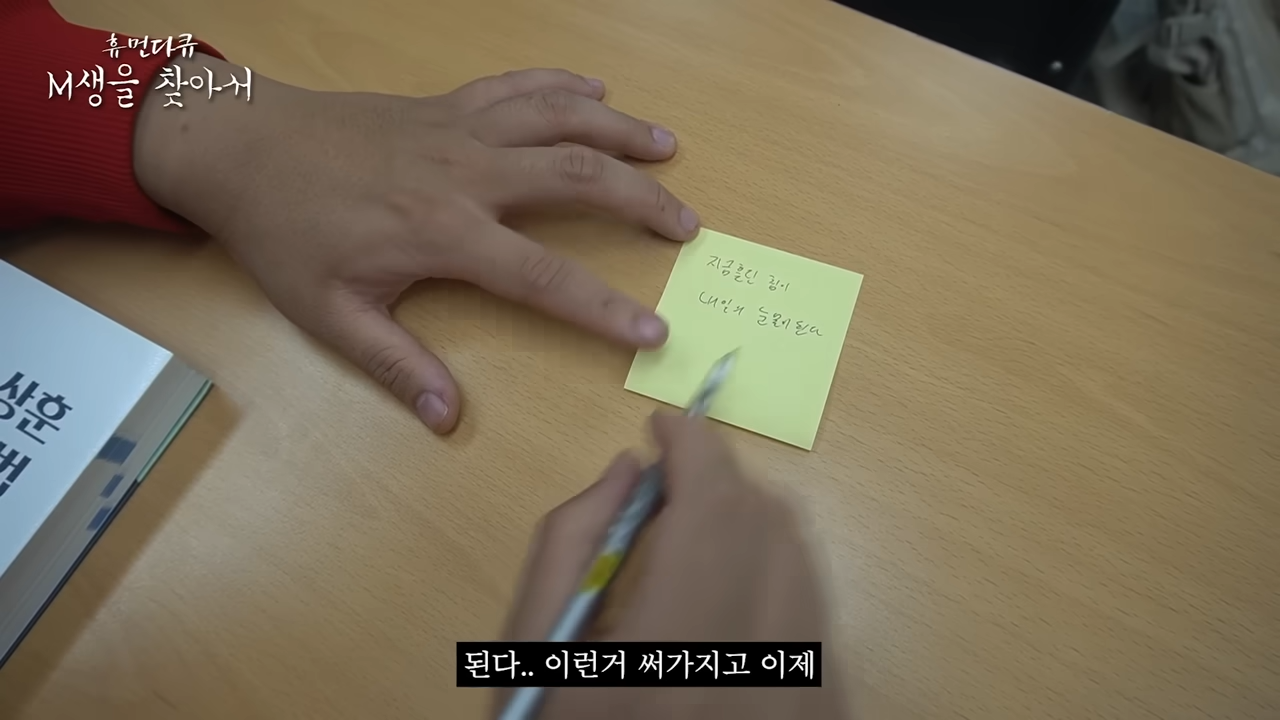 휴먼다큐
M생을 찾아서
지금흘린 침이
내일의 눈물이된다
상훈
된다.. 이런거 써가지고 이제